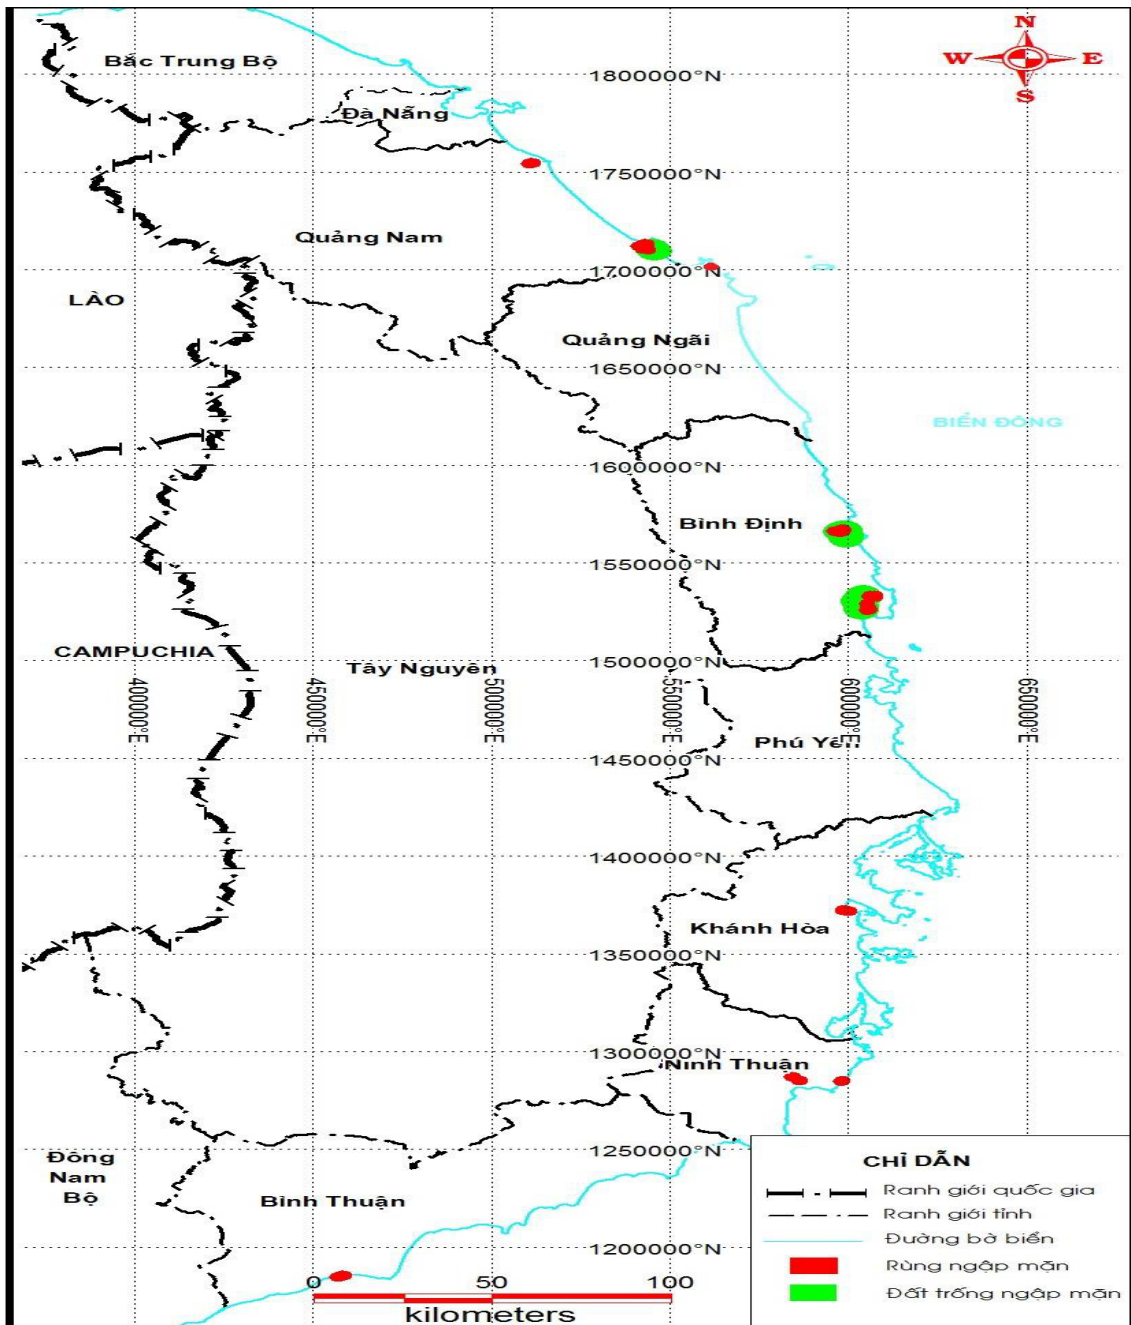 N
W E
S
Bắc Trung Bộ
1800000°N
Đà Nẵng
1750000°N
Quảng Nam
1700000°N
LÀO
Quảng Ngãi
1650000°N
BIỂN ĐÔNG
1600000°N
Bình Định
1550000°N
CAMPUCHIA
Tây Nguyên
1500000°N
400000°E
450000°E
500000°E
550000°E
600000°E
650000°E
Phú Yên
1450000°N
1400000°N
Khánh Hòa
1350000°N
1300000°N
Ninh Thuận
1250000°N
Đông
Nam
Bộ
Bình Thuận
1200000°N
0 50 100
kilometers
CHỈ DẪN
Ranh giới quốc gia
Ranh giới tỉnh
Đường bờ biển
Rừng ngập mặn
Đất trống ngập mặn